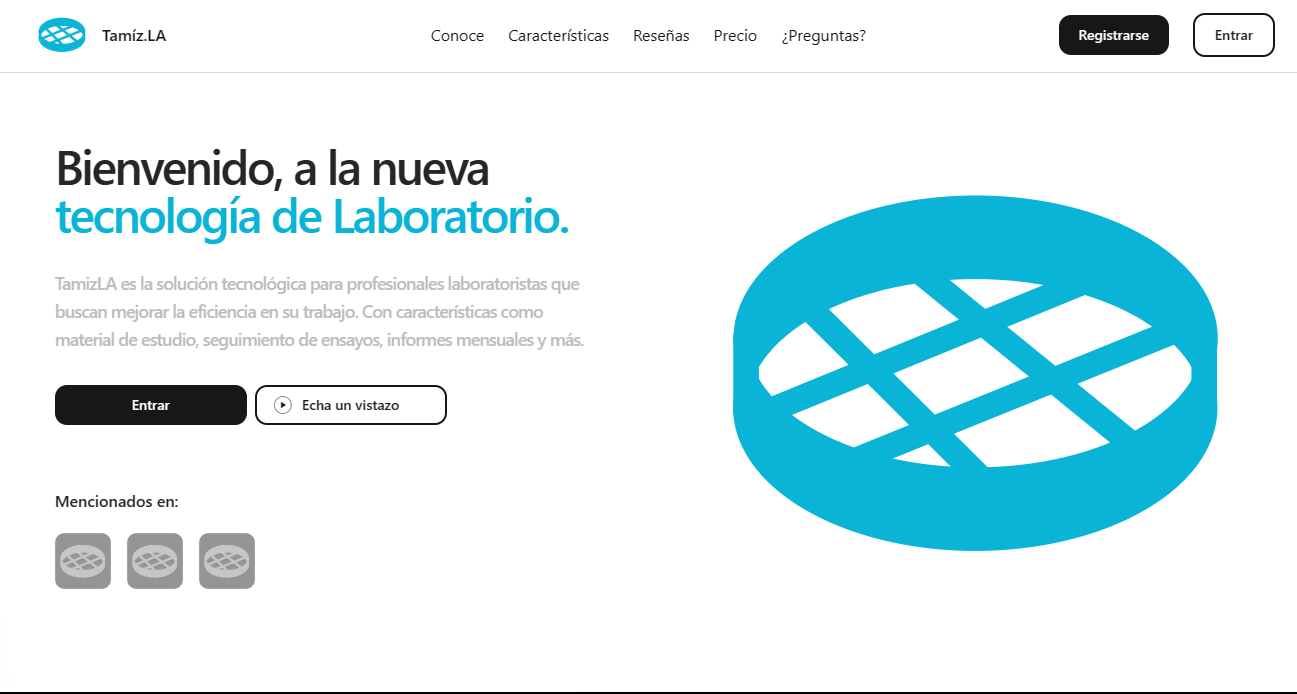 Tamíz.LA
Conoce Características Reseñas Precio ¿Preguntas?
Registrarse
Entrar
Bienvenido, a la nueva
tecnología de Laboratorio.
TamizLA es la solución tecnológica para profesionales laboratoristas que
buscan mejorar la eficiencia en su trabajo. Con características como
material de estudio, seguimiento de ensayos, informes mensuales y más.
Entrar
Echa un vistazo
Mencionados en: